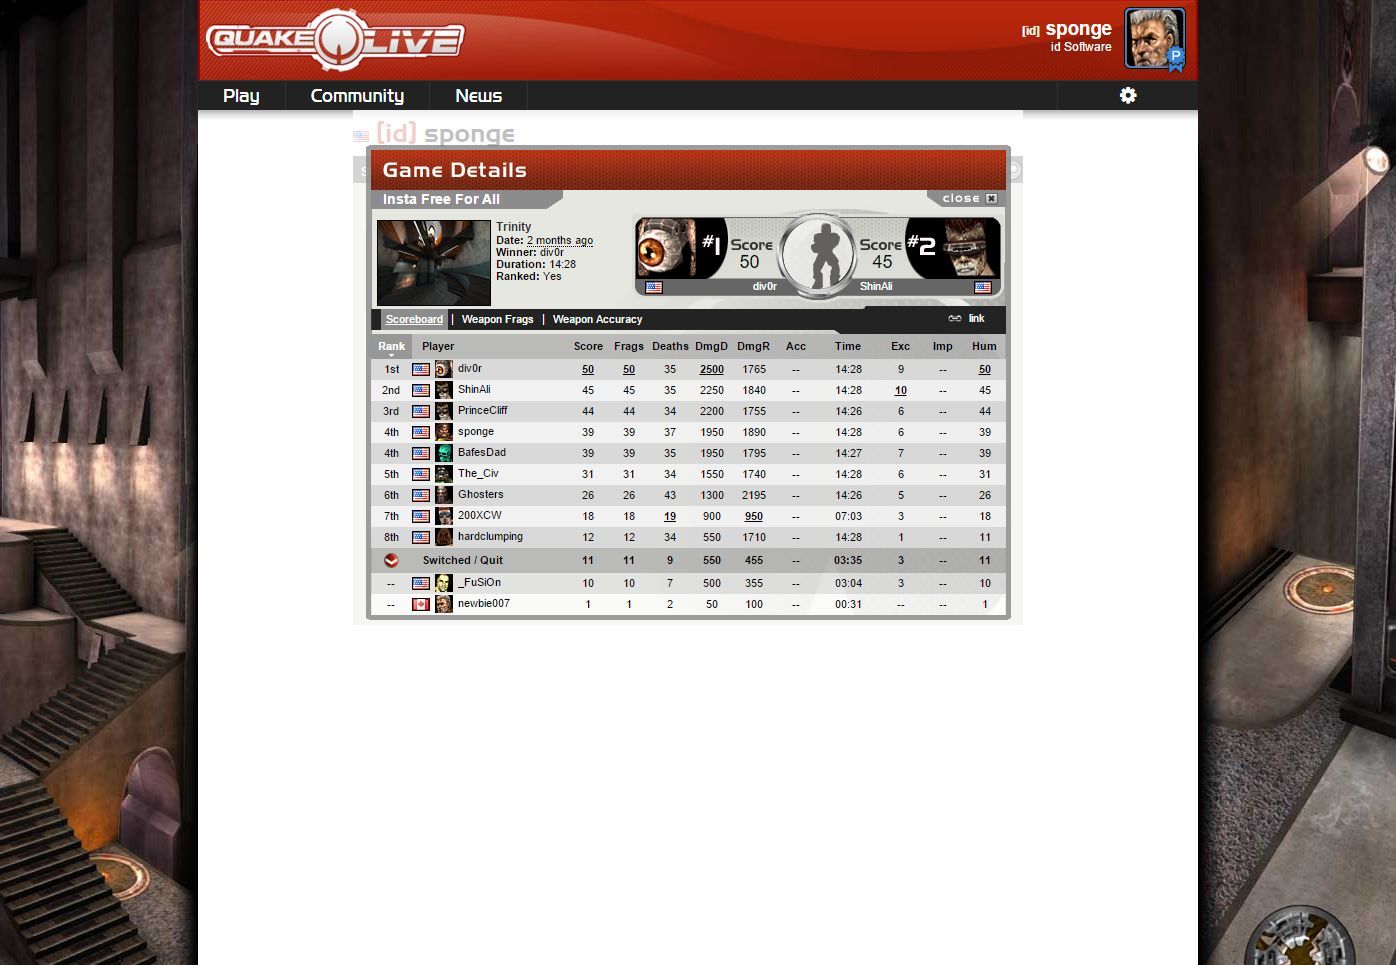 QUAKE LIVE
[id] sponge
id Software
P
Play Community News
[id] sponge
Game Details
Insta Free For All
close
Trinity
Date: 2 months ago
Winner: div0r
Duration: 14:28
Ranked: Yes
#1 Score 50
div0r
Score 45 #2
ShinAli
Scoreboard | Weapon Frags | Weapon Accuracy
link
Rank Player Score Frags Deaths DmgD DmgR Acc Time Exc Imp Hum
1st div0r 50 50 35 2500 1765 -- 14:28 9 -- 50
2nd ShinAli 45 45 35 2250 1840 -- 14:28 10 -- 45
3rd PrinceCliff 44 44 34 2200 1755 -- 14:26 6 -- 44
4th sponge 39 39 37 1950 1890 -- 14:28 6 -- 39
4th BafesDad 39 39 35 1950 1795 -- 14:27 7 -- 39
5th The_Civ 31 31 34 1550 1740 -- 14:28 6 -- 31
6th Ghosters 26 26 43 1300 2195 -- 14:26 5 -- 26
7th 200XCW 18 18 19 900 950 -- 07:03 3 -- 18
8th hardclumping 12 12 34 550 1710 -- 14:28 1 -- 11
Switched / Quit 11 11 9 550 455 -- 03:35 3 -- 11
-- _FuSiOn 10 10 7 500 355 -- 03:04 3 -- 10
-- newbie007 1 1 2 50 100 -- 00:31 -- -- 1